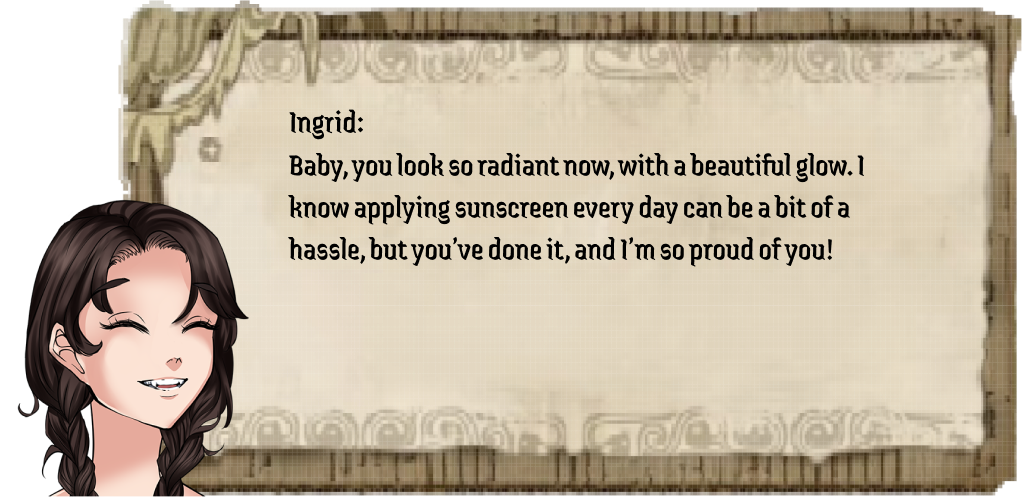 Ingrid:
Baby, you look so radiant now, with a beautiful glow. I
know applying sunscreen every day can be a bit of a
hassle, but you’ve done it, and I’m so proud of you!